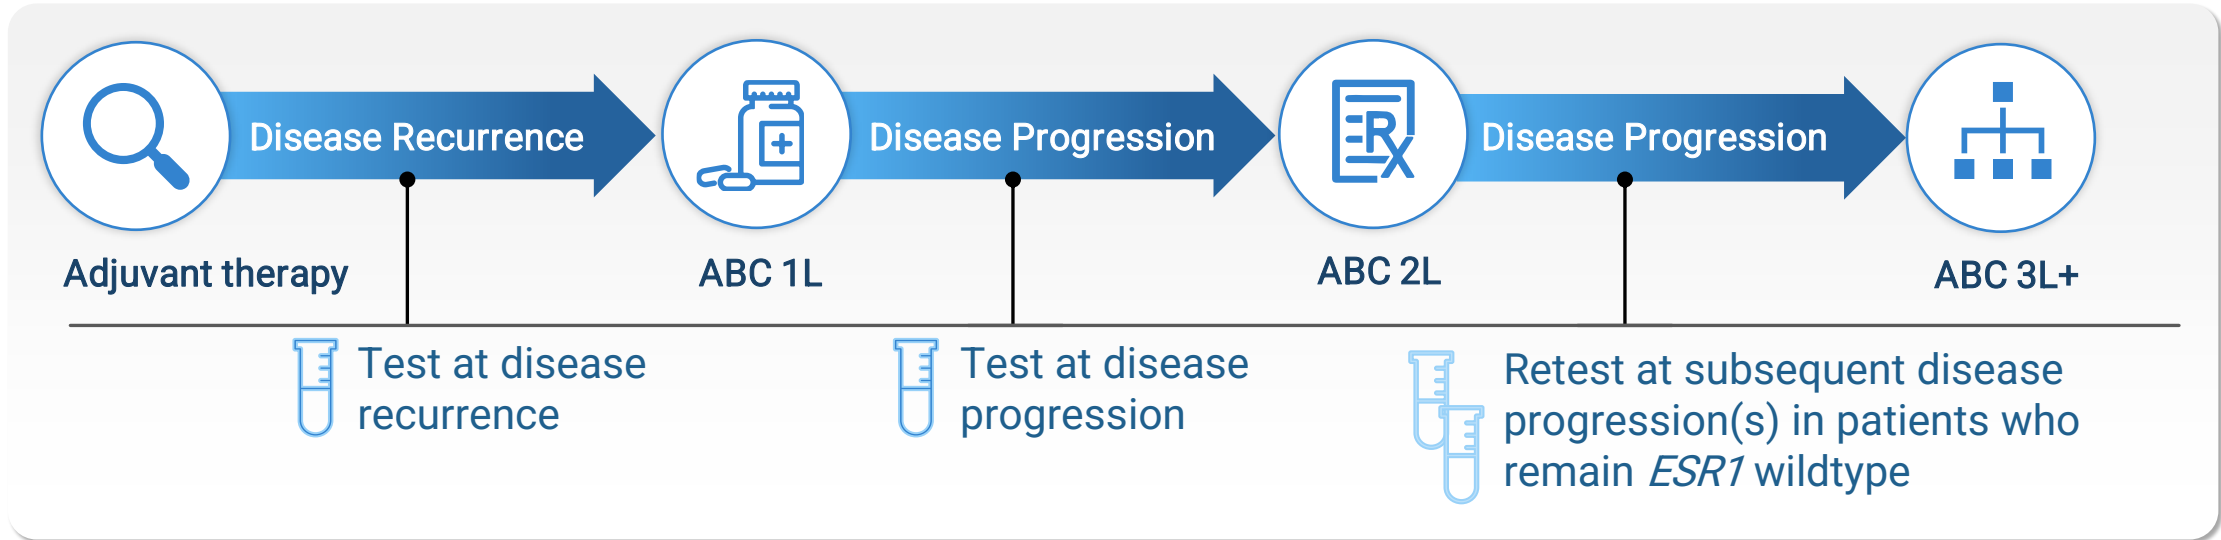 Disease Recurrence
Disease Progression
RX
Disease Progression
Adjuvant therapy
ABC 1L
ABC 2L
ABC 3L+
Test at disease
recurrence
Test at disease
progression
Retest at subsequent disease
progression(s) in patients who
remain ESR1 wildtype